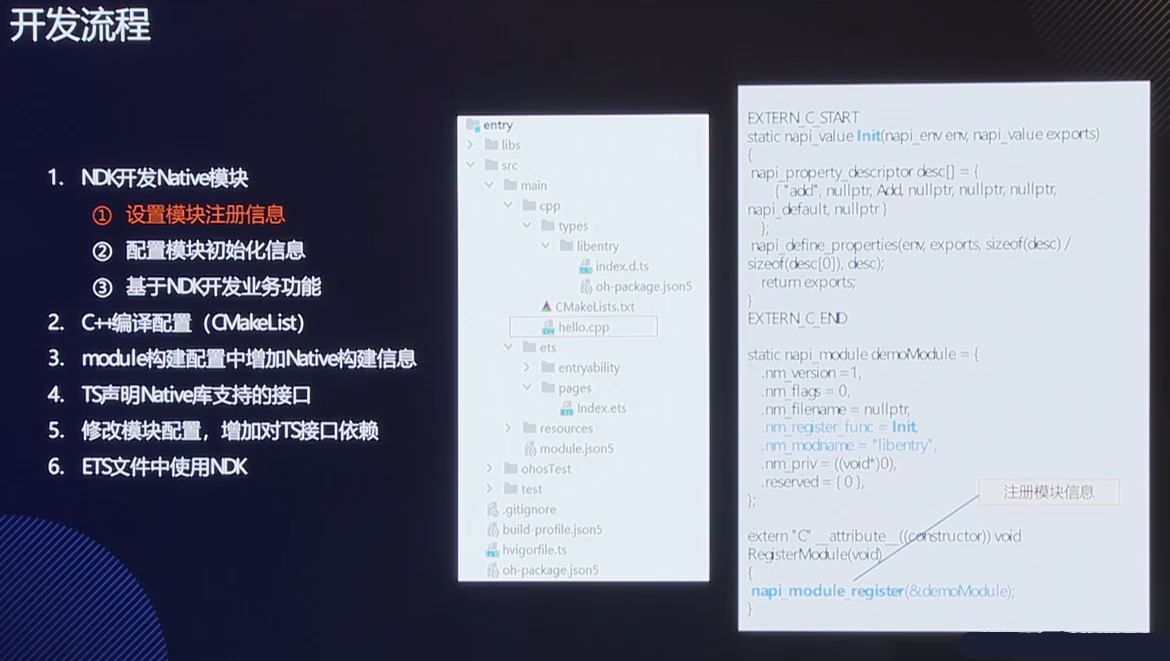 开发流程
1. NDK开发Native模块
① 设置模块注册信息
② 配置模块初始化信息
③ 基于NDK开发业务功能
2. C++编译配置（CMakeList）
3. module构建配置中增加Native构建信息
4. TS声明Native库支持的接口
5. 修改模块配置，增加对TS接口依赖
6. ETS文件中使用NDK
entry
libs
src
main
cpp
types
libentry
index.d.ts
oh-package.json5
CMakeLists.txt
hello.cpp
ets
entryability
pages
Index.ets
resources
module.json5
ohosTest
test
.gitignore
build-profile.json5
hvigorfile.ts
oh-package.json5
EXTERN_C_START
static napi_value Init(napi_env env, napi_value exports)
{
napi_property_descriptor desc[] = {
{ "add", nullptr, Add, nullptr, nullptr, nullptr,
napi_default, nullptr }
};
napi_define_properties(env, exports, sizeof(desc) /
sizeof(desc[0]), desc);
return exports;
}
EXTERN_C_END
static napi_module demoModule = {
.nm_version =1,
.nm_flags = 0,
.nm_filename = nullptr,
.nm_register_func = Init,
.nm_modname = "libentry",
.nm_priv = ((void*)0),
.reserved = { 0 },
};
注册模块信息
extern "C" __attribute__((constructor)) void
RegisterModule(void)
{
napi_module_register(&demoModule);
}